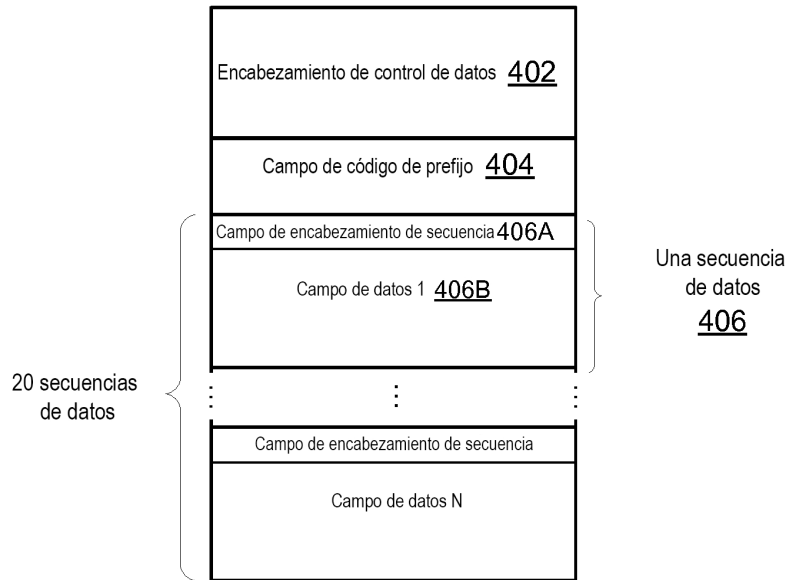 Encabezamiento de control de datos 402
Campo de código de prefijo 404
Campo de encabezamiento de secuencia 406A
Campo de datos 1 406B
Una secuencia
de datos
406
20 secuencias
de datos
Campo de encabezamiento de secuencia
Campo de datos N